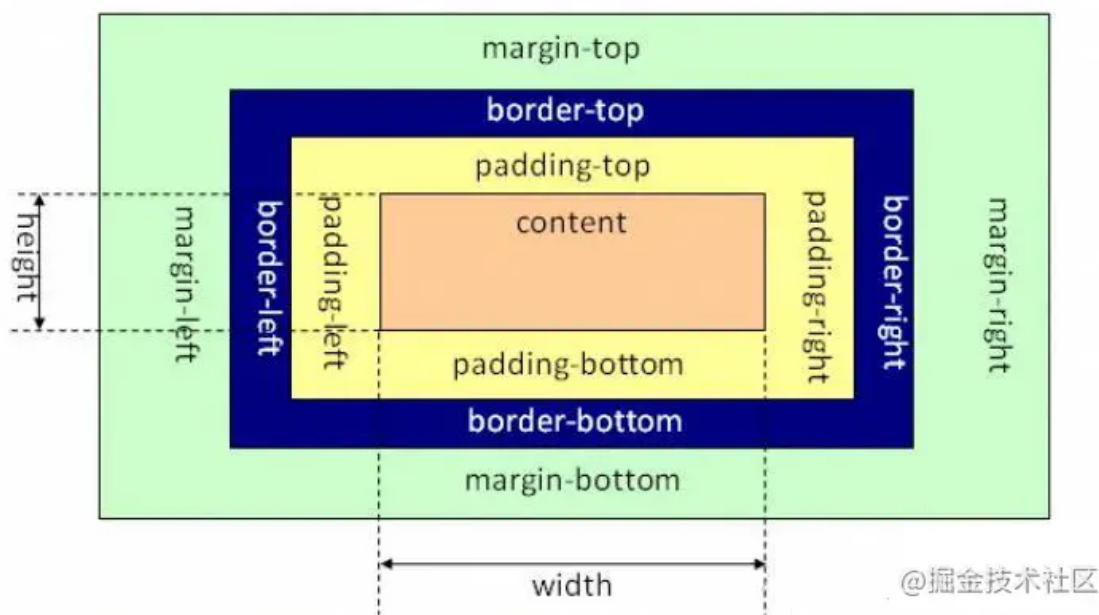 margin-top
border-top
padding-top
content
height
margin-left
border-left
padding-left
padding-right
border-right
margin-right
padding-bottom
border-bottom
margin-bottom
width
@掘金技术社区